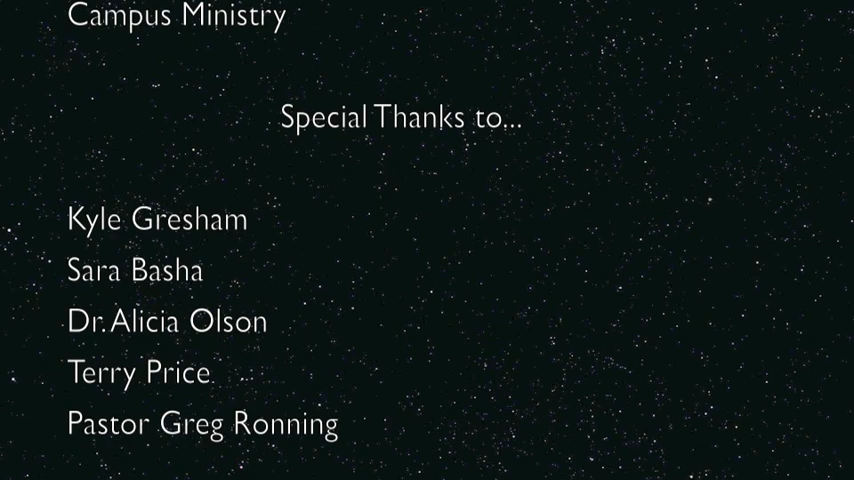 Campus Ministry
Special Thanks to...
Kyle Gresham
Sara Basha
Dr. Alicia Olson
Terry Price
Pastor Greg Ronning